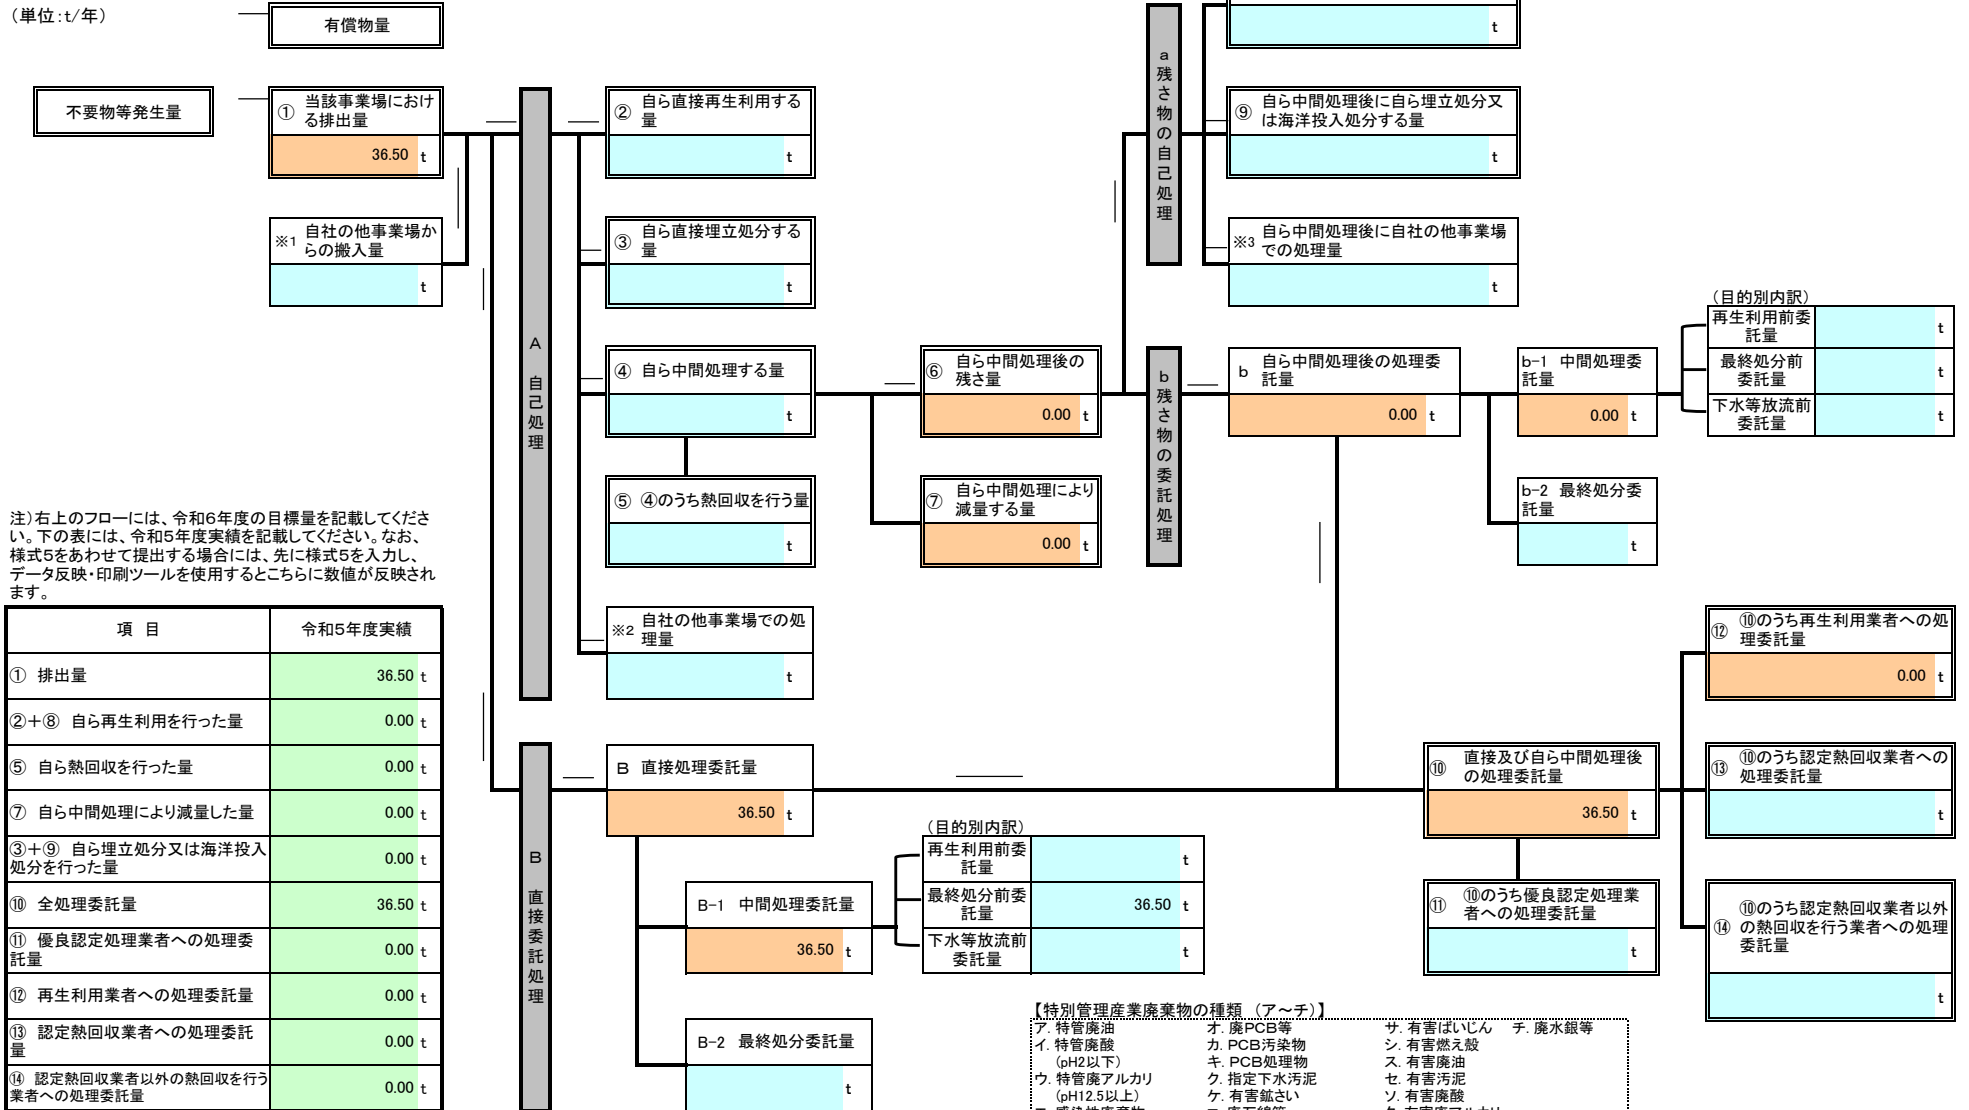 （単位：t/年）
有償物量
不要物等発生量
① 当該事業場におけ
る排出量
36.50 t
※1 自社の他事業場か
らの搬入量
t
A 自己処理
② 自ら直接再生利用する
量
t
③ 自ら直接埋立処分する
量
t
④ 自ら中間処理する量
t
⑤ ④のうち熱回収を行う量
t
※2 自社の他事業場での処
理量
t
⑥ 自ら中間処理後の
残さ量
0.00 t
⑦ 自ら中間処理により
減量する量
0.00 t
a 残さ物の自己処理
t
⑨ 自ら中間処理後に自ら埋立処分又
は海洋投入処分する量
t
※3 自ら中間処理後に自社の他事業場
での処理量
t
b 残さ物の委託処理
b 自ら中間処理後の処理委
託量
0.00 t
b-1 中間処理委
託量
0.00 t
b-2 最終処分委
託量
t
（目的別内訳）
再生利用前委
託量
t
最終処分前
委託量
t
下水等放流前
委託量
t
注）右上のフローには、令和６年度の目標量を記載してくださ
い。下の表には、令和５年度実績を記載してください。なお、
様式５をあわせて提出する場合には、先に様式５を入力し、
データ反映・印刷ツールを使用するとこちらに数値が反映され
ます。
項 目 令和５年度実績
① 排出量 36.50 t
②＋⑧ 自ら再生利用を行った量 0.00 t
⑤ 自ら熱回収を行った量 0.00 t
⑦ 自ら中間処理により減量した量 0.00 t
③＋⑨ 自ら埋立処分又は海洋投入
処分を行った量 0.00 t
⑩ 全処理委託量 36.50 t
⑪ 優良認定処理業者への処理委
託量 0.00 t
⑫ 再生利用業者への処理委託量 0.00 t
⑬ 認定熱回収業者への処理委託
量 0.00 t
⑭ 認定熱回収業者以外の熱回収を行う
業者への処理委託量 0.00 t
B 直接委託処理
B 直接処理委託量
36.50 t
B-1 中間処理委託量
36.50 t
B-2 最終処分委託量
t
（目的別内訳）
再生利用前委
託量
t
最終処分前委
託量
36.50 t
下水等放流前
委託量
t
⑩ 直接及び自ら中間処理後
の処理委託量
36.50 t
⑪ ⑩のうち優良認定処理業
者への処理委託量
t
⑫ ⑩のうち再生利用業者への処
理委託量
0.00 t
⑬ ⑩のうち認定熱回収業者への
処理委託量
t
⑭ ⑩のうち認定熱回収業者以外
の熱回収を行う業者への処理
委託量
t
【特別管理産業廃棄物の種類 （ア～チ）】
ア. 特管廃油 オ. 廃PCB等 サ. 有害ばいじん チ. 廃水銀等
イ. 特管廃酸 カ. PCB汚染物 シ. 有害燃え殻
（pH2以下） キ. PCB処理物 ス. 有害廃油
ウ. 特管廃アルカリ ク. 指定下水汚泥 セ. 有害汚泥
（pH12.5以上） ケ. 有害鉱さい ソ. 有害廃酸